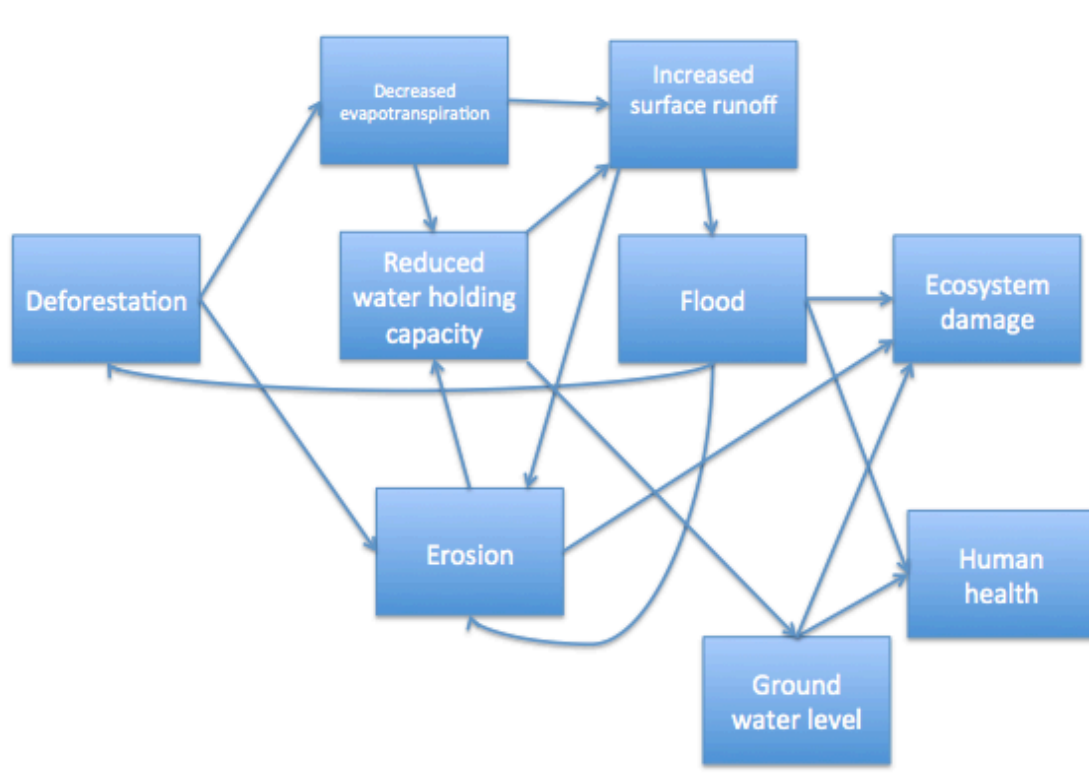 Decreased
evapotranspiration
Increased
surface runoff
Deforestation
Reduced
water holding
capacity
Flood
Ecosystem
damage
Erosion
Human
health
Ground
water level